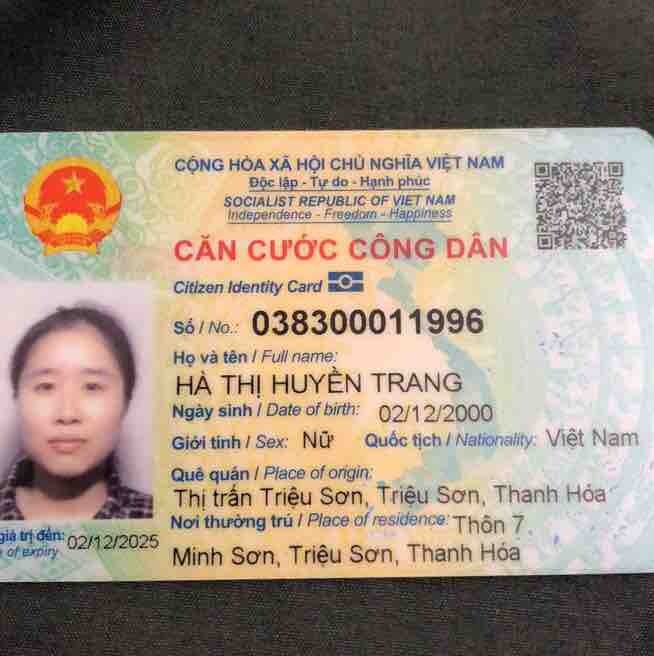 CỘNG HÒA XÃ HỘI CHỦ NGHĨA VIỆT NAM
Độc lập - Tự do - Hạnh phúc
SOCIALIST REPUBLIC OF VIET NAM
Independence - Freedom - Happiness
CĂN CƯỚC CÔNG DÂN
Citizen Identity Card
Số / No.: 038300011996
Họ và tên / Full name:
HÀ THỊ HUYỀN TRANG
Ngày sinh / Date of birth: 02/12/2000
Giới tính / Sex: Nữ Quốc tịch / Nationality: Việt Nam
Quê quán / Place of origin:
Thị trấn Triệu Sơn, Triệu Sơn, Thanh Hóa
Nơi thường trú / Place of residence: Thôn 7
Minh Sơn, Triệu Sơn, Thanh Hóa
giá trị đến: 02/12/2025
of expiry